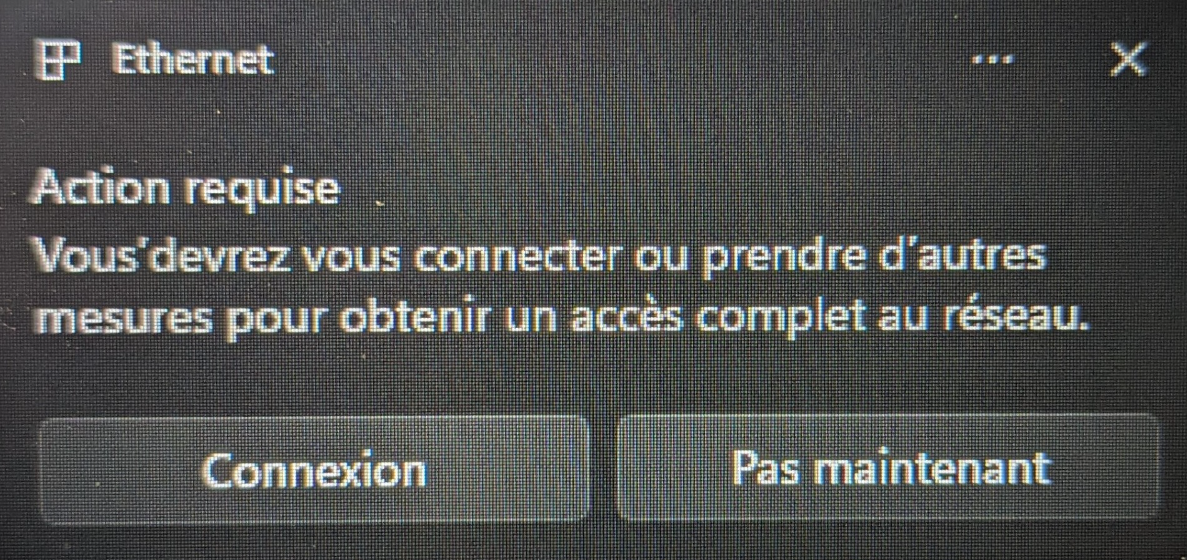 Ethernet
Action requise
Vous devrez vous connecter ou prendre d'autres
mesures pour obtenir un accès complet au réseau.
Connexion
Pas maintenant